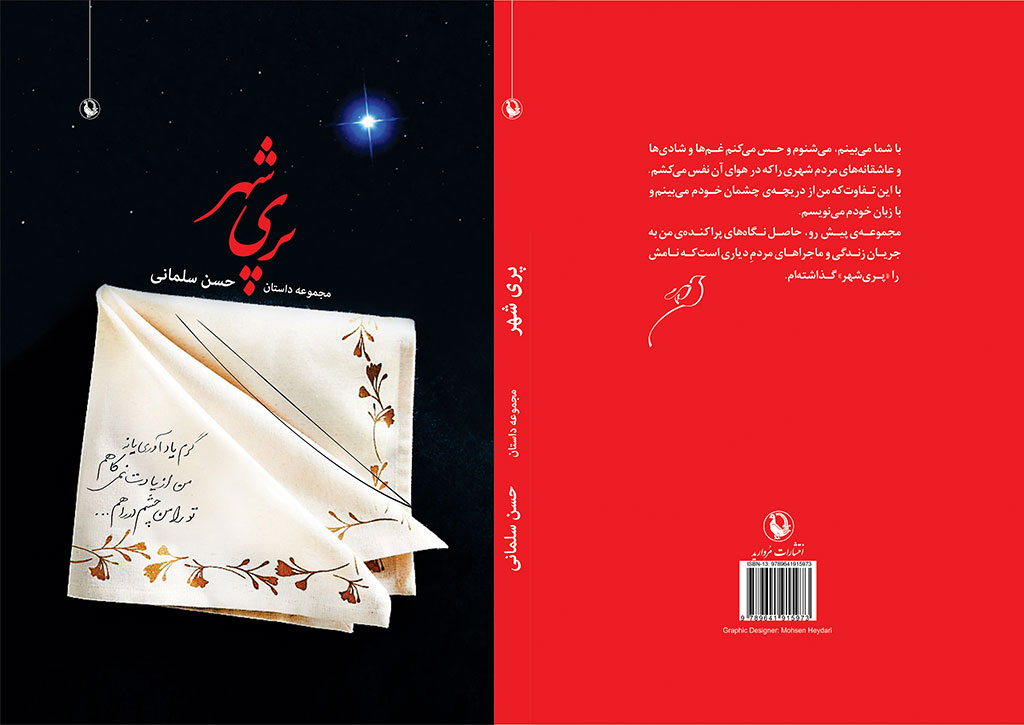 پری شهر
مجموعه داستان حسن سلمانی
گرم یاد آوری یا نه
من از یادت نمی‌کاهم
تو را من چشم در راهم ...
پری شهر
مجموعه داستان
حسن سلمانی
با شما می‌بینم، می‌شنوم و حس می‌کنم غم‌ها و شادی‌ها
و عاشقانه‌های مردم شهری را که در هوای آن نفس می‌کشم.
با این تفاوت که من از دریچه‌ی چشمان خودم می‌بینم و
با زبان خودم می‌نویسم.
مجموعه‌ی پیش رو، حاصل نگاه‌های پراکنده‌ی من به
جریان زندگی و ماجراهای مردمِ دیاری است که نامش
را «پری‌شهر» گذاشته‌ام.
انتشارات مروارید
ISBN-13: 9789641915973
9 789641 915973
Graphic Designer: Mohsen Heydari